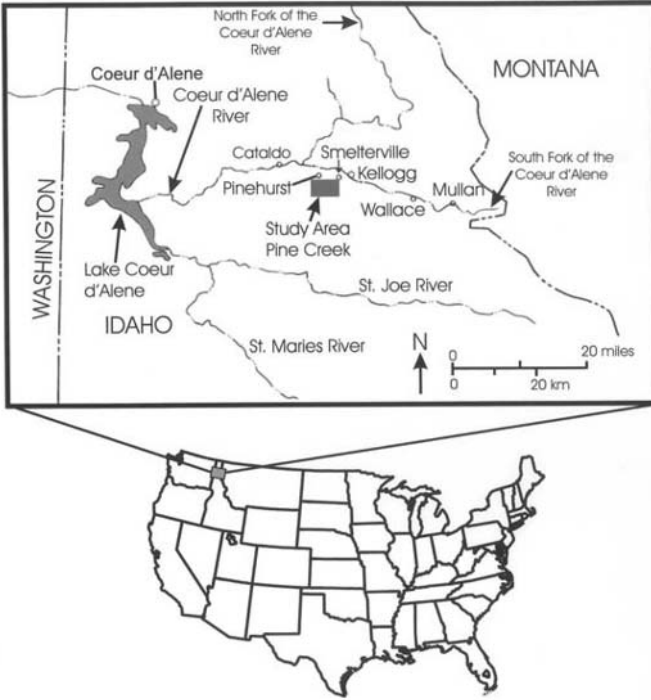 North Fork of the
Coeur d'Alene
River
MONTANA
Coeur d'Alene
Coeur d'Alene
River
Cataldo
Smelterville
Kellogg
Pinehurst
South Fork of the
Coeur d'Alene
River
Mullan
Wallace
Study Area
Pine Creek
WASHINGTON
Lake Coeur
d'Alene
St. Joe River
IDAHO
St. Maries River
N
0
20 miles
0
20 km